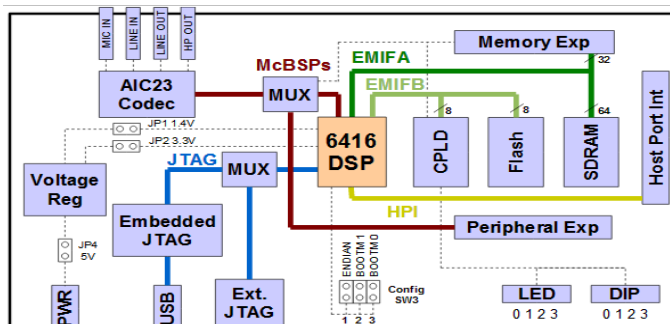 MIC IN
LINE IN
LINE OUT
HP OUT
AIC23
Codec
McBSPs
MUX
EMIFA
EMIFB
Memory Exp
32
8
8
64
6416
DSP
CPLD
Flash
SDRAM
Host Port Int
JP1 1.4V
JP2 3.3V
Voltage
Reg
JTAG
MUX
HPI
Embedded
JTAG
Peripheral Exp
JP4
5V
ENDIAN
BOOTM 1
BOOTM 0
Config
SW3
1 2 3
PWR
USB
Ext.
JTAG
LED
DIP
0 1 2 3
0 1 2 3